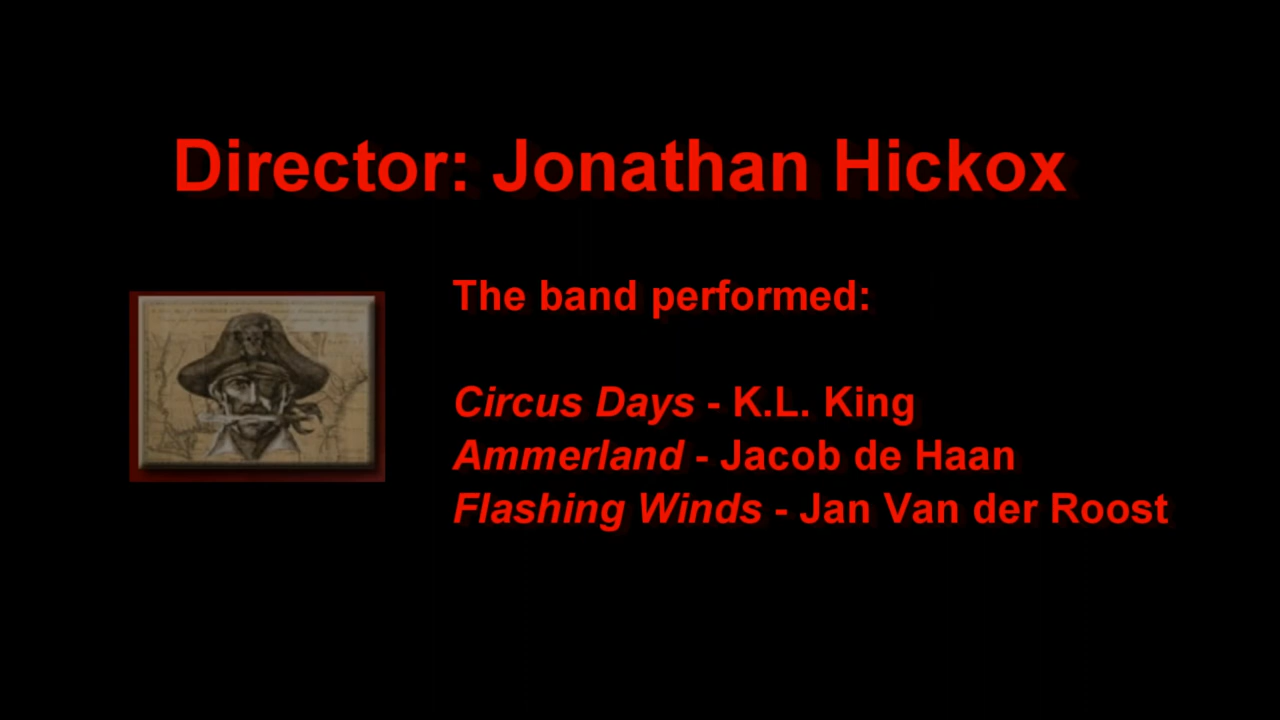 Director: Jonathan Hickox
The band performed:
Circus Days - K.L. King
Ammerland - Jacob de Haan
Flashing Winds - Jan Van der Roost